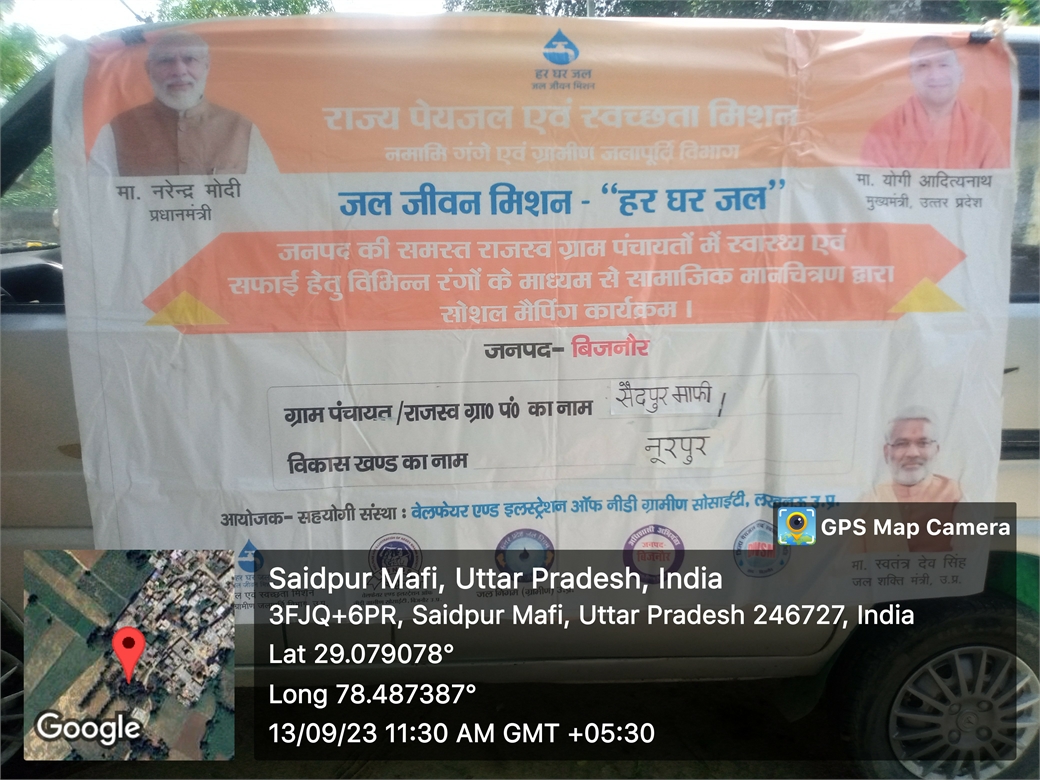 हर घर जल
जल जीवन मिशन
राज्य पेयजल एवं स्वच्छता मिशन
नमामि गंगे एवं ग्रामीण जलापूर्ति विभाग
मा. नरेन्द्र मोदी
प्रधानमंत्री
मा. योगी आदित्यनाथ
मुख्यमंत्री, उत्तर प्रदेश
जल जीवन मिशन - "हर घर जल"
जनपद की समस्त राजस्व ग्राम पंचायतों में स्वास्थ्य एवं
सफाई हेतु विभिन्न रंगों के माध्यम से सामाजिक मानचित्रण द्वारा
सोशल मैपिंग कार्यक्रम ।
जनपद- बिजनौर
ग्राम पंचायत /राजस्व ग्रा० पं० का नाम सैदपुर माफी
विकास खण्ड का नाम नूरपुर
आयोजक- सहयोगी संस्था : वेलफेयर एण्ड इलस्ट्रेशन ऑफ नीडी ग्रामीण सोसाईटी, लखनऊ उ.प्र.
मा. स्वतंत्र देव सिंह
जल शक्ति मंत्री, उ.प्र.
GPS Map Camera
Saidpur Mafi, Uttar Pradesh, India
3FJQ+6PR, Saidpur Mafi, Uttar Pradesh 246727, India
Lat 29.079078°
Long 78.487387°
13/09/23 11:30 AM GMT +05:30
Google